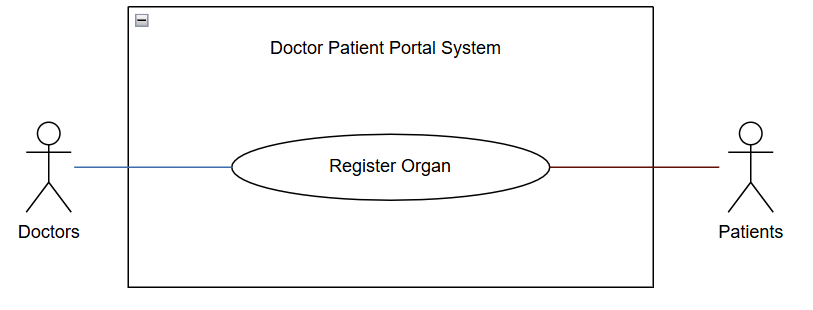 Doctor Patient Portal System
Register Organ
Doctors
Patients